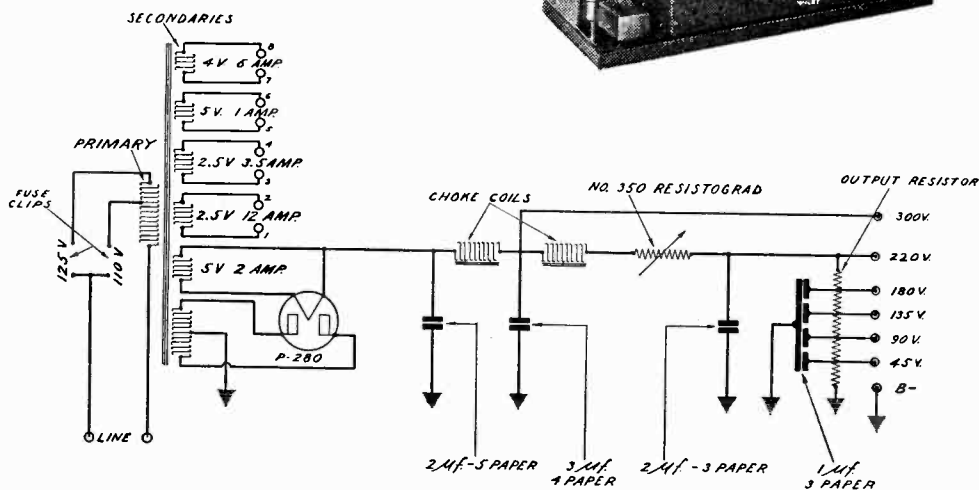 SECONDARIES
8
4V 6 AMP.
7
6
5V. 1 AMP.
5
4
2.5V 3.5 AMP.
3
2
2.5V 12 AMP.
1
5V 2 AMP.
PRIMARY
FUSE
CLIPS
125V
110V
LINE
P-280
CHOKE COILS
NO. 350 RESISTOGRAD
OUTPUT RESISTOR
300V.
220V.
180V.
135V.
90V.
45V.
B-
2 Mf.-5 PAPER
3 Mf.
4 PAPER
2 Mf.-3 PAPER
1 Mf.
3 PAPER